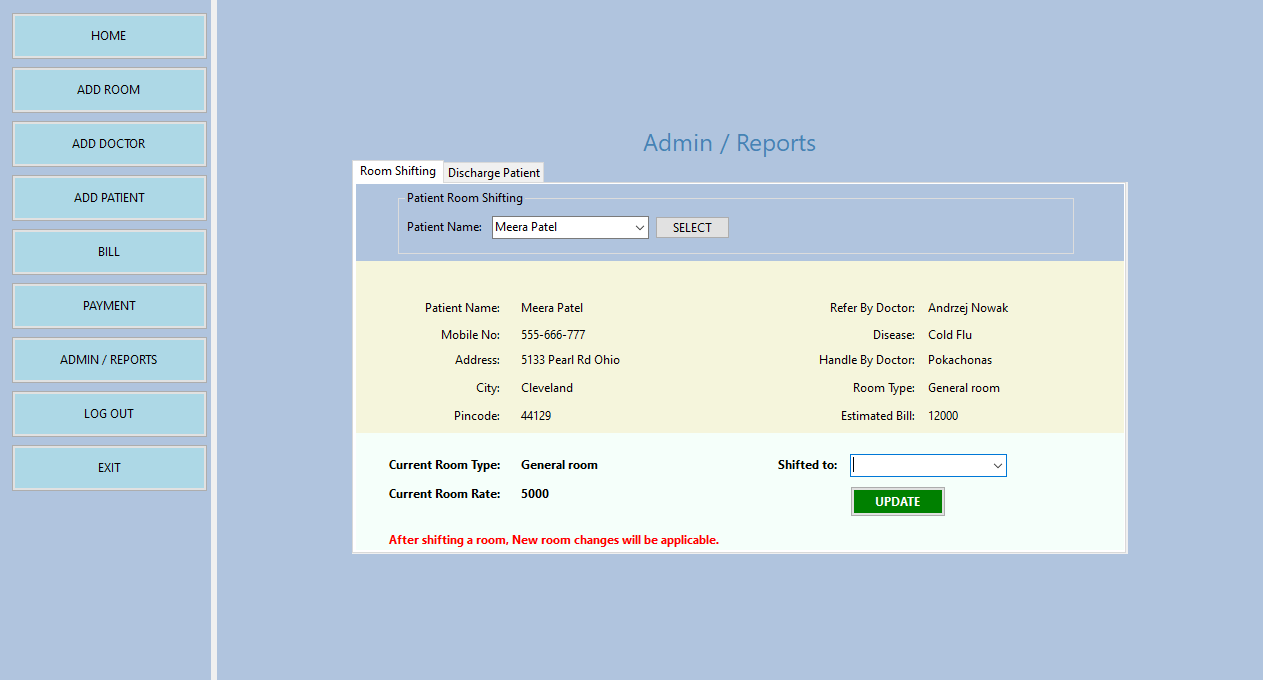 HOME
ADD ROOM
ADD DOCTOR
ADD PATIENT
BILL
PAYMENT
ADMIN / REPORTS
LOG OUT
EXIT
Admin / Reports
Room Shifting Discharge Patient
Patient Room Shifting
Patient Name: Meera Patel SELECT
Patient Name: Meera Patel Refer By Doctor: Andrzej Nowak
Mobile No: 555-666-777 Disease: Cold Flu
Address: 5133 Pearl Rd Ohio Handle By Doctor: Pokachonas
City: Cleveland Room Type: General room
Pincode: 44129 Estimated Bill: 12000
Current Room Type: General room Shifted to:
Current Room Rate: 5000 UPDATE
After shifting a room, New room changes will be applicable.